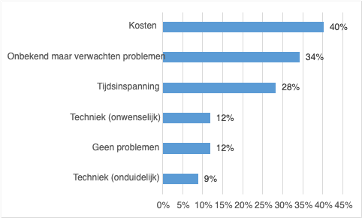 Kosten
40%
Onbekend maar verwachten problemen
34%
Tijdsinspanning
28%
Techniek (onwenselijk)
12%
Geen problemen
12%
Techniek (onduidelijk)
9%
0% 5% 10% 15% 20% 25% 30% 35% 40% 45%